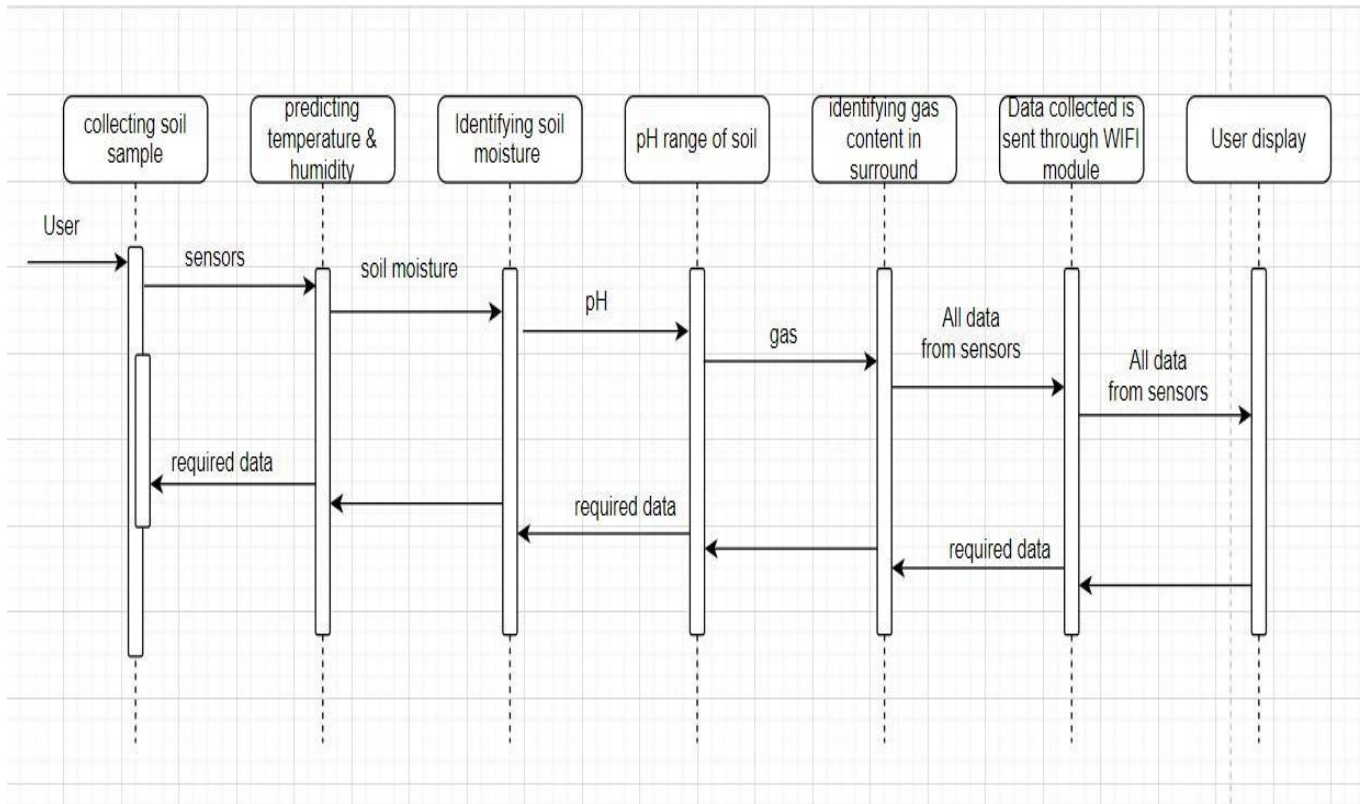 collecting soil
sample
predicting
temperature &
humidity
Identifying soil
moisture
pH range of soil
identifying gas
content in
surround
Data collected is
sent through WIFI
module
User display
User
sensors
soil moisture
pH
gas
All data
from sensors
All data
from sensors
required data
required data
required data